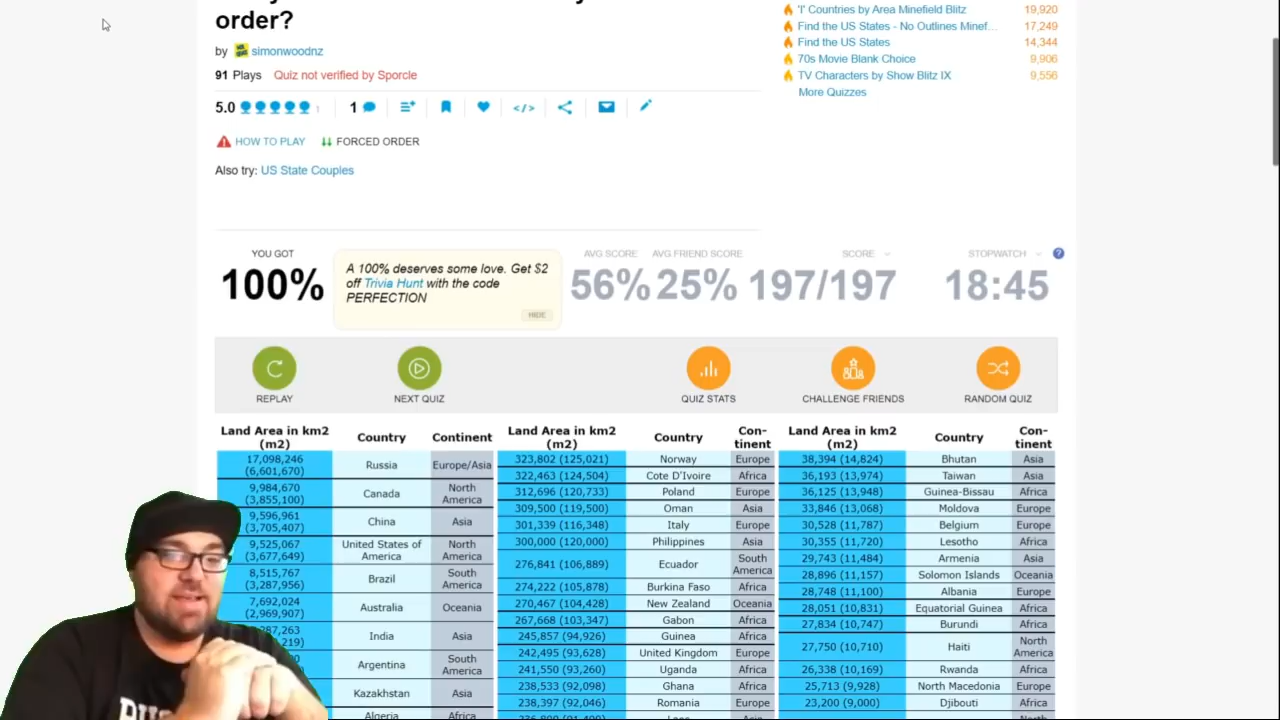 order?
by simonwoodnz
91 Plays Quiz not verified by Sporcle
5.0 1 1
HOW TO PLAY FORCED ORDER
Also try: US State Couples
'I' Countries by Area Minefield Blitz 19,920
Find the US States - No Outlines Minef... 17,249
Find the US States 14,344
70s Movie Blank Choice 9,906
TV Characters by Show Blitz IX 9,556
More Quizzes
YOU GOT
100%
A 100% deserves some love. Get $2
off Trivia Hunt with the code
PERFECTION
HIDE
AVG SCORE AVG FRIEND SCORE SCORE STOPWATCH ?
56% 25% 197/197 18:45
REPLAY NEXT QUIZ QUIZ STATS CHALLENGE FRIENDS RANDOM QUIZ
Land Area in km2 (m2) Country Continent
17,098,246 (6,601,670) Russia Europe/Asia
9,984,670 (3,855,100) Canada North America
9,596,961 (3,705,407) China Asia
9,525,067 (3,677,649) United States of America North America
8,515,767 (3,287,956) Brazil South America
7,692,024 (2,969,907) Australia Oceania
India Asia
Argentina South America
Kazakhstan Asia
Algeria Africa
Land Area in km2 (m2) Country Con-tinent
323,802 (125,021) Norway Europe
322,463 (124,504) Cote D'Ivoire Africa
312,696 (120,733) Poland Europe
309,500 (119,500) Oman Asia
301,339 (116,348) Italy Europe
300,000 (120,000) Philippines Asia
276,841 (106,889) Ecuador South America
274,222 (105,878) Burkina Faso Africa
270,467 (104,428) New Zealand Oceania
267,668 (103,347) Gabon Africa
245,857 (94,926) Guinea Africa
242,495 (93,628) United Kingdom Europe
241,550 (93,260) Uganda Africa
238,533 (92,098) Ghana Africa
238,397 (92,046) Romania Europe
Laos
Land Area in km2 (m2) Country Con-tinent
38,394 (14,824) Bhutan Asia
36,193 (13,974) Taiwan Asia
36,125 (13,948) Guinea-Bissau Africa
33,846 (13,068) Moldova Europe
30,528 (11,787) Belgium Europe
30,355 (11,720) Lesotho Africa
29,743 (11,484) Armenia Asia
28,896 (11,157) Solomon Islands Oceania
28,748 (11,100) Albania Europe
28,051 (10,831) Equatorial Guinea Africa
27,834 (10,747) Burundi Africa
27,750 (10,710) Haiti North America
26,338 (10,169) Rwanda Africa
25,713 (9,928) North Macedonia Europe
23,200 (9,000) Djibouti Africa